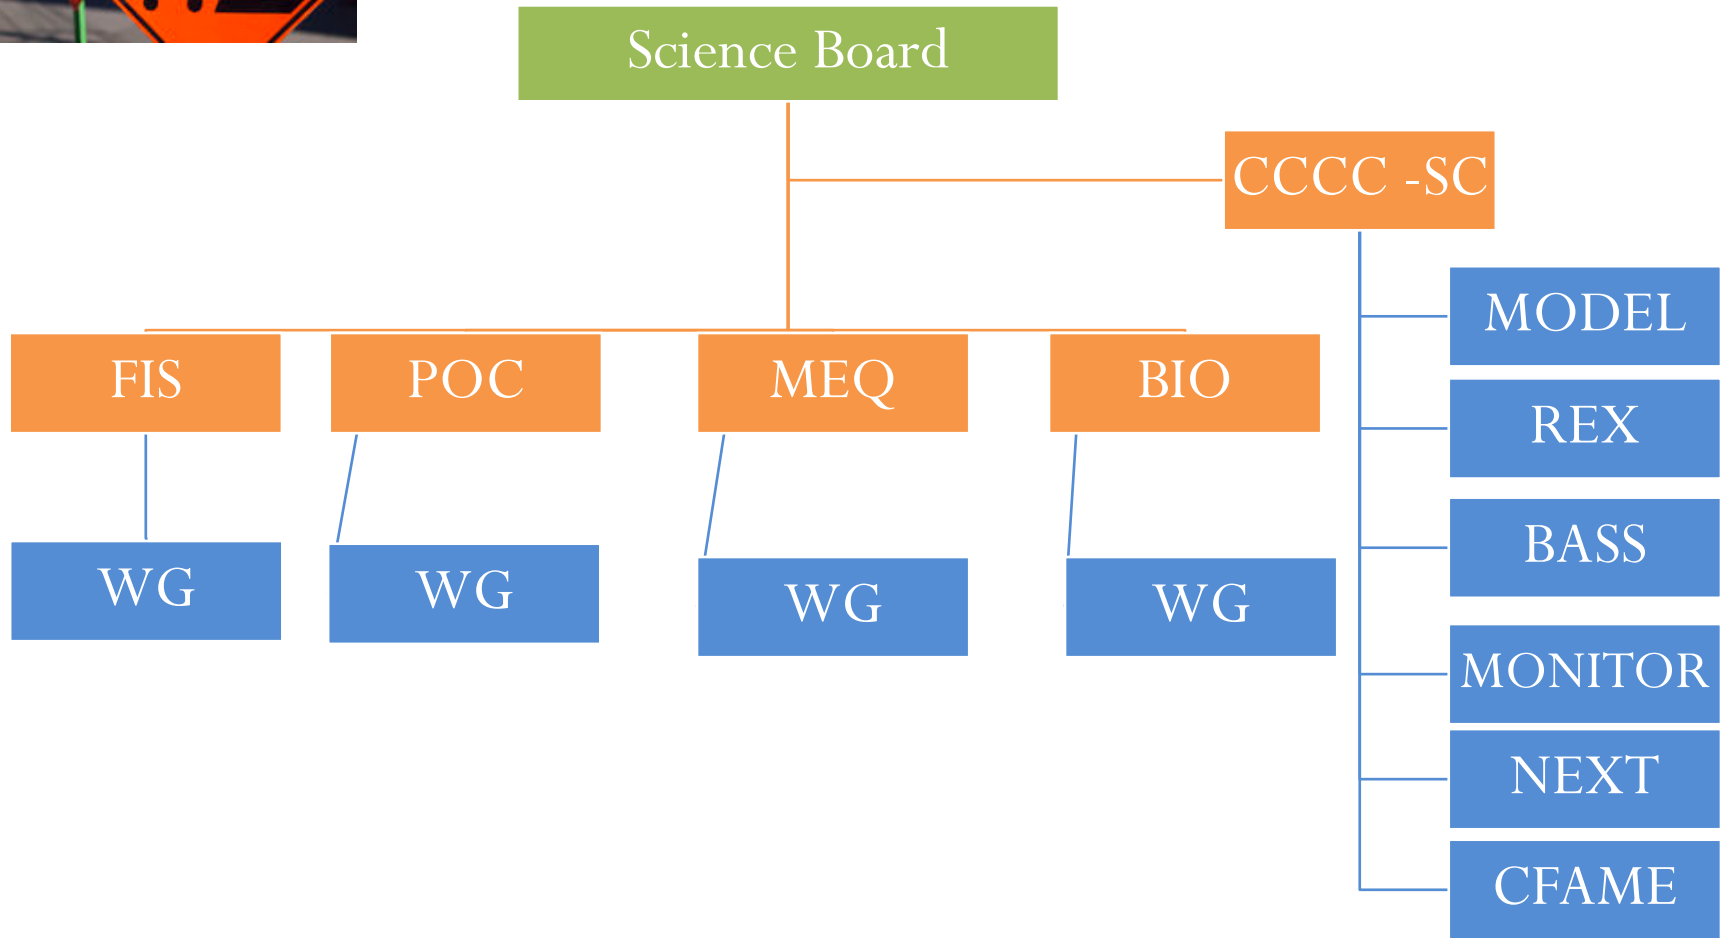 Science Board
CCCC -SC
MODEL
FIS
POC
MEQ
BIO
REX
BASS
WG
WG
WG
WG
MONITOR
NEXT
CFAME